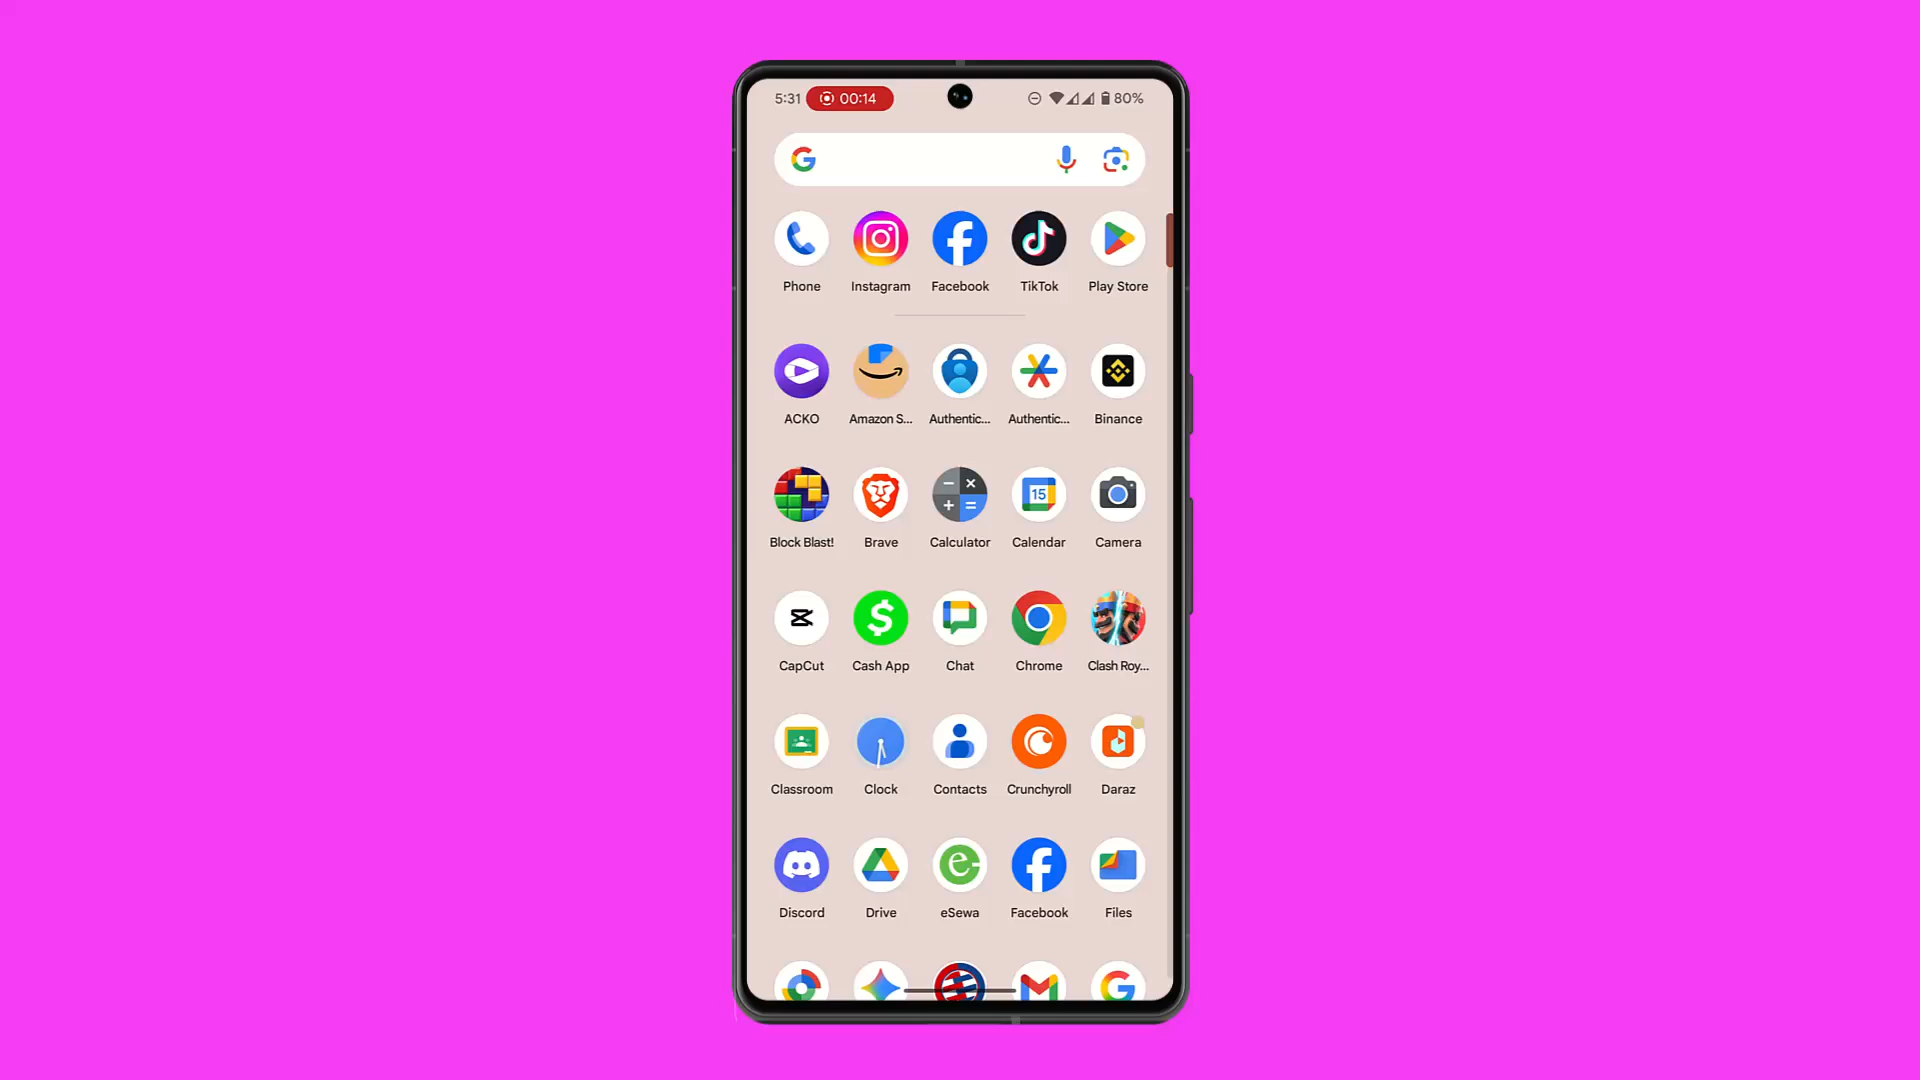 5:31 00:14 80%
Phone Instagram Facebook TikTok Play Store
ACKO Amazon S... Authentic... Authentic... Binance
15
Block Blast! Brave Calculator Calendar Camera
CapCut Cash App Chat Chrome Clash Roy...
Classroom Clock Contacts Crunchyroll Daraz
Discord Drive eSewa Facebook Files